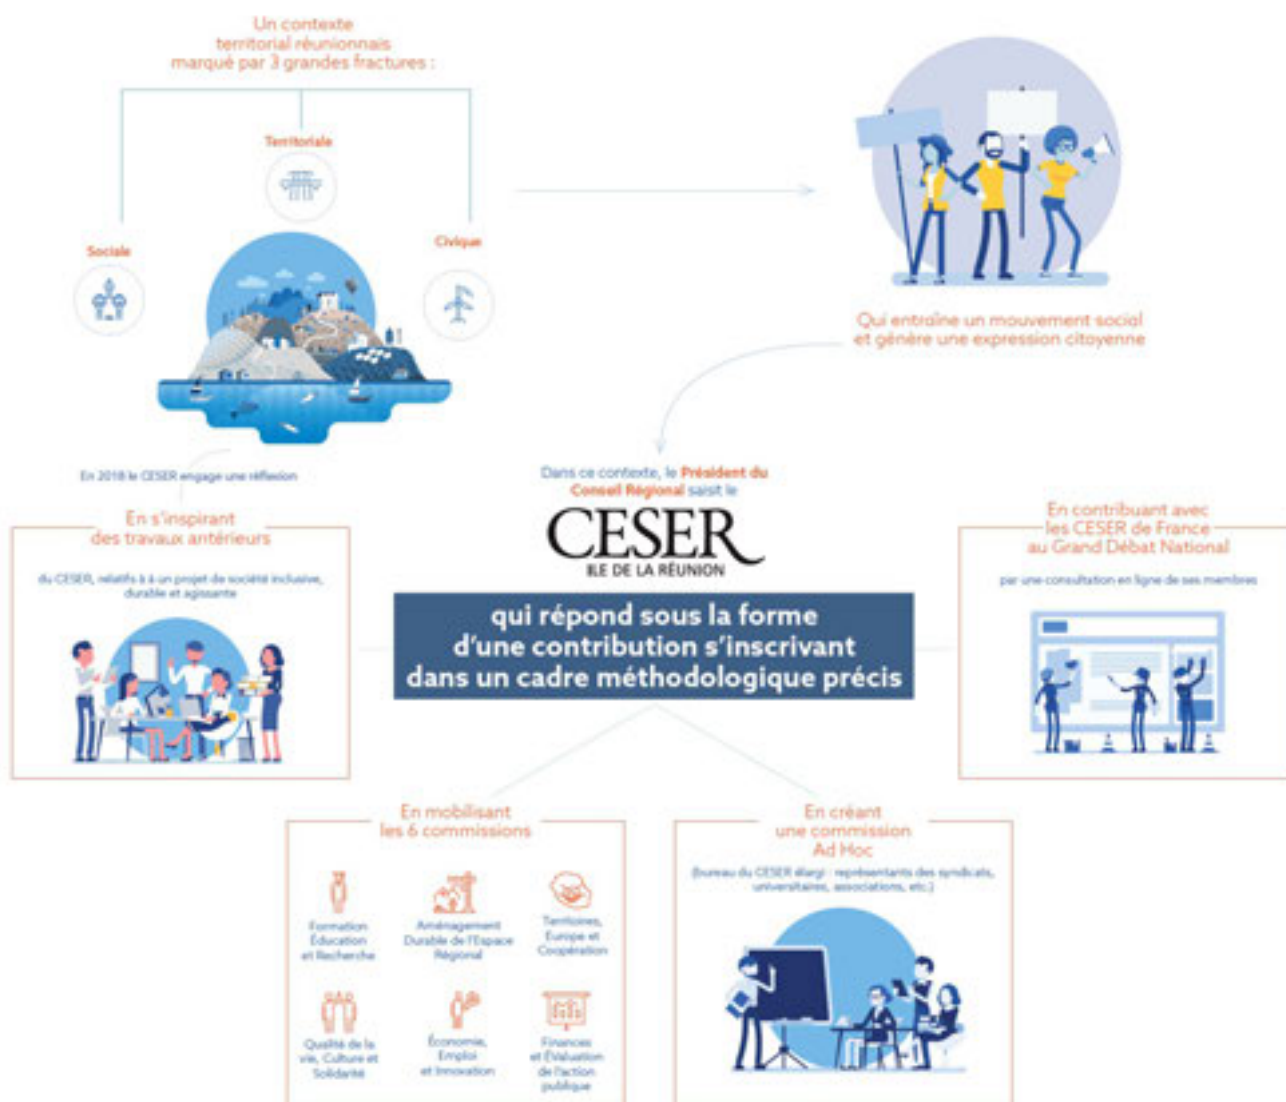 Un contexte
territorial réunionnais
marqué par 3 grandes fractures :
Territoriale
Sociale
Civique
Qui entraîne un mouvement social
et génère une expression citoyenne
En 2018 le CESER engage une réflexion
Dans ce contexte, le Président du
Conseil Régional saisit le
CESER
ILE DE LA RÉUNION
qui répond sous la forme
d'une contribution s'inscrivant
dans un cadre méthodologique précis
En s'inspirant
des travaux antérieurs
du CESER, relatifs à à un projet de société inclusive,
durable et agissante
En contribuant avec
les CESER de France
au Grand Débat National
par une consultation en ligne de ses membres
En mobilisant
les 6 commissions
Formation
Éducation
et Recherche
Aménagement
Durable de l'Espace
Régional
Territoires,
Europe et
Coopération
Qualité de la
vie, Culture et
Solidarité
Économie,
Emploi
et Innovation
Finances
et Évaluation
de l'action
publique
En créant
une commission
Ad Hoc
(bureau du CESER élargi : représentants des syndicats,
universitaires, associations, etc.)